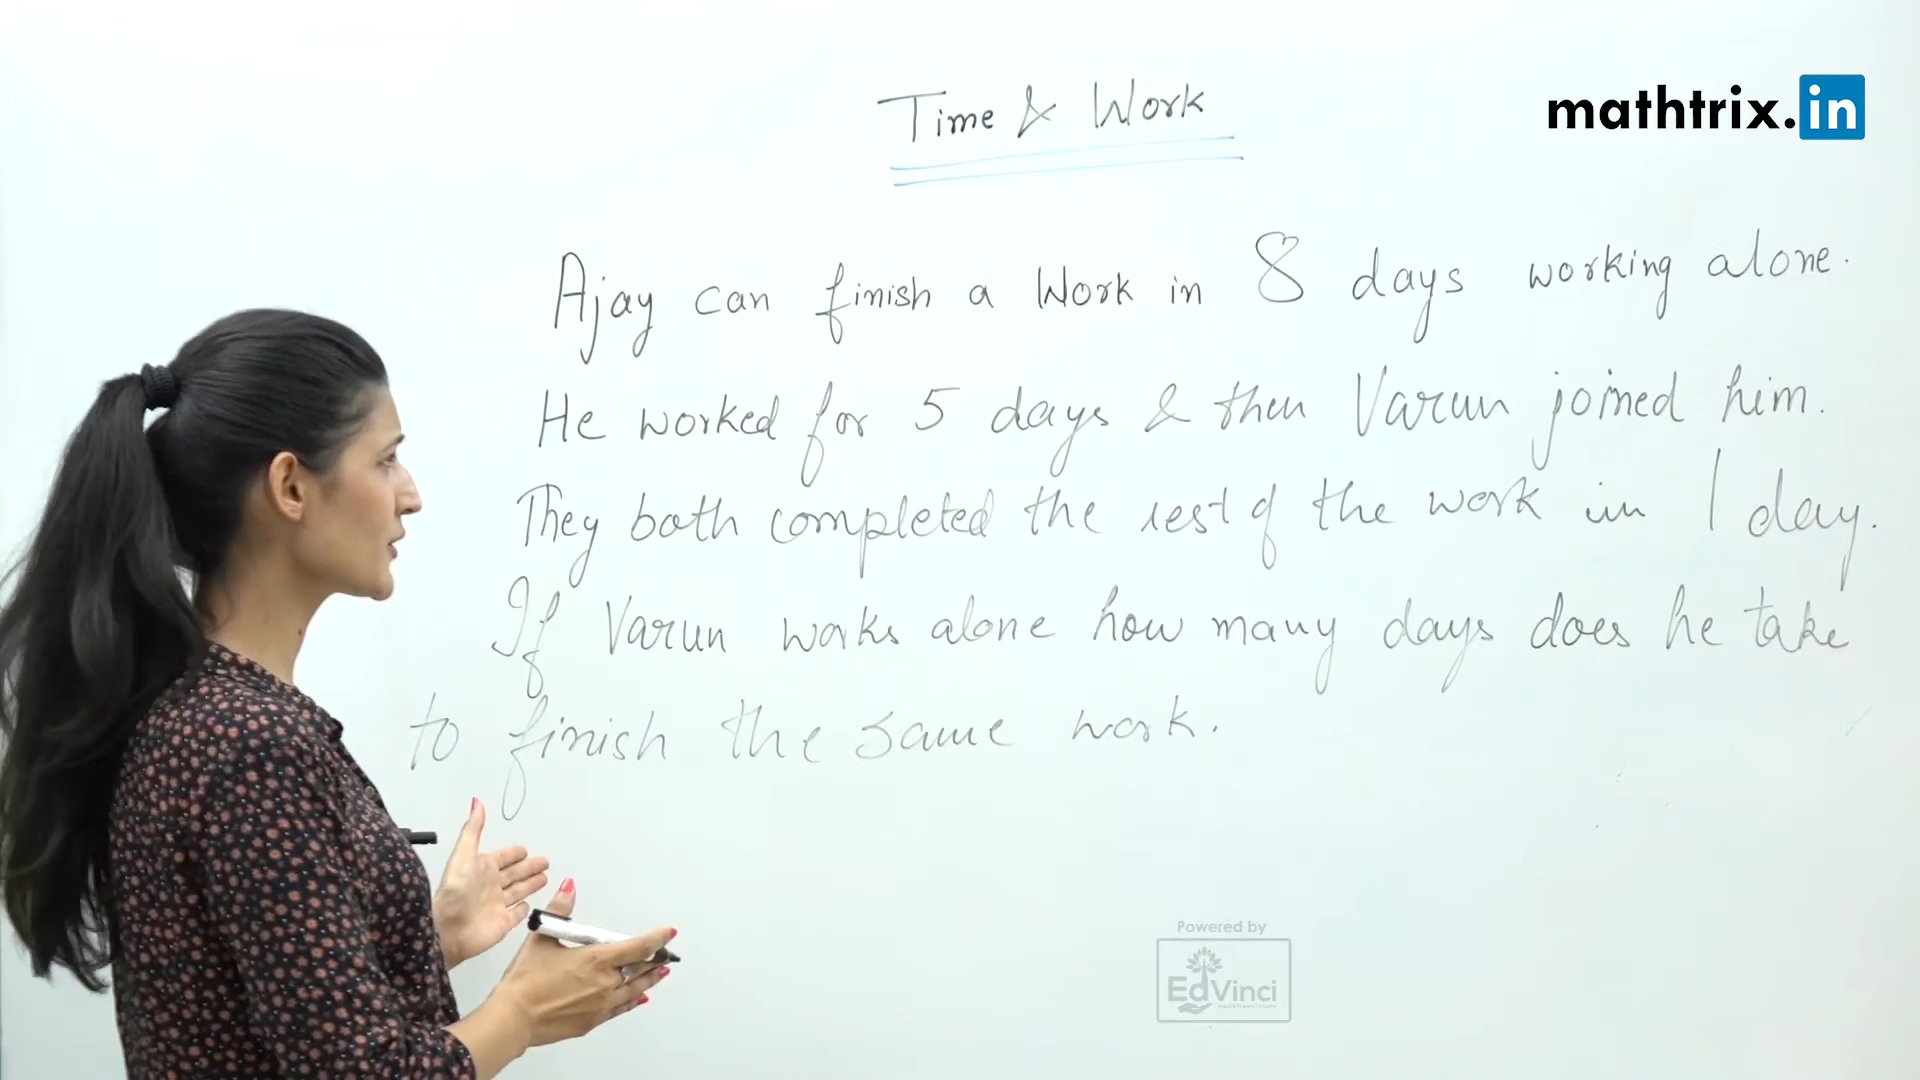 Time & Work
mathtrix.in
Ajay can finish a Work in 8 days working alone.
He worked for 5 days & then Varun joined him.
They both completed the rest of the work in 1 day.
If Varun works alone how many days does he take
to finish the same work.
Powered by
EdVinci